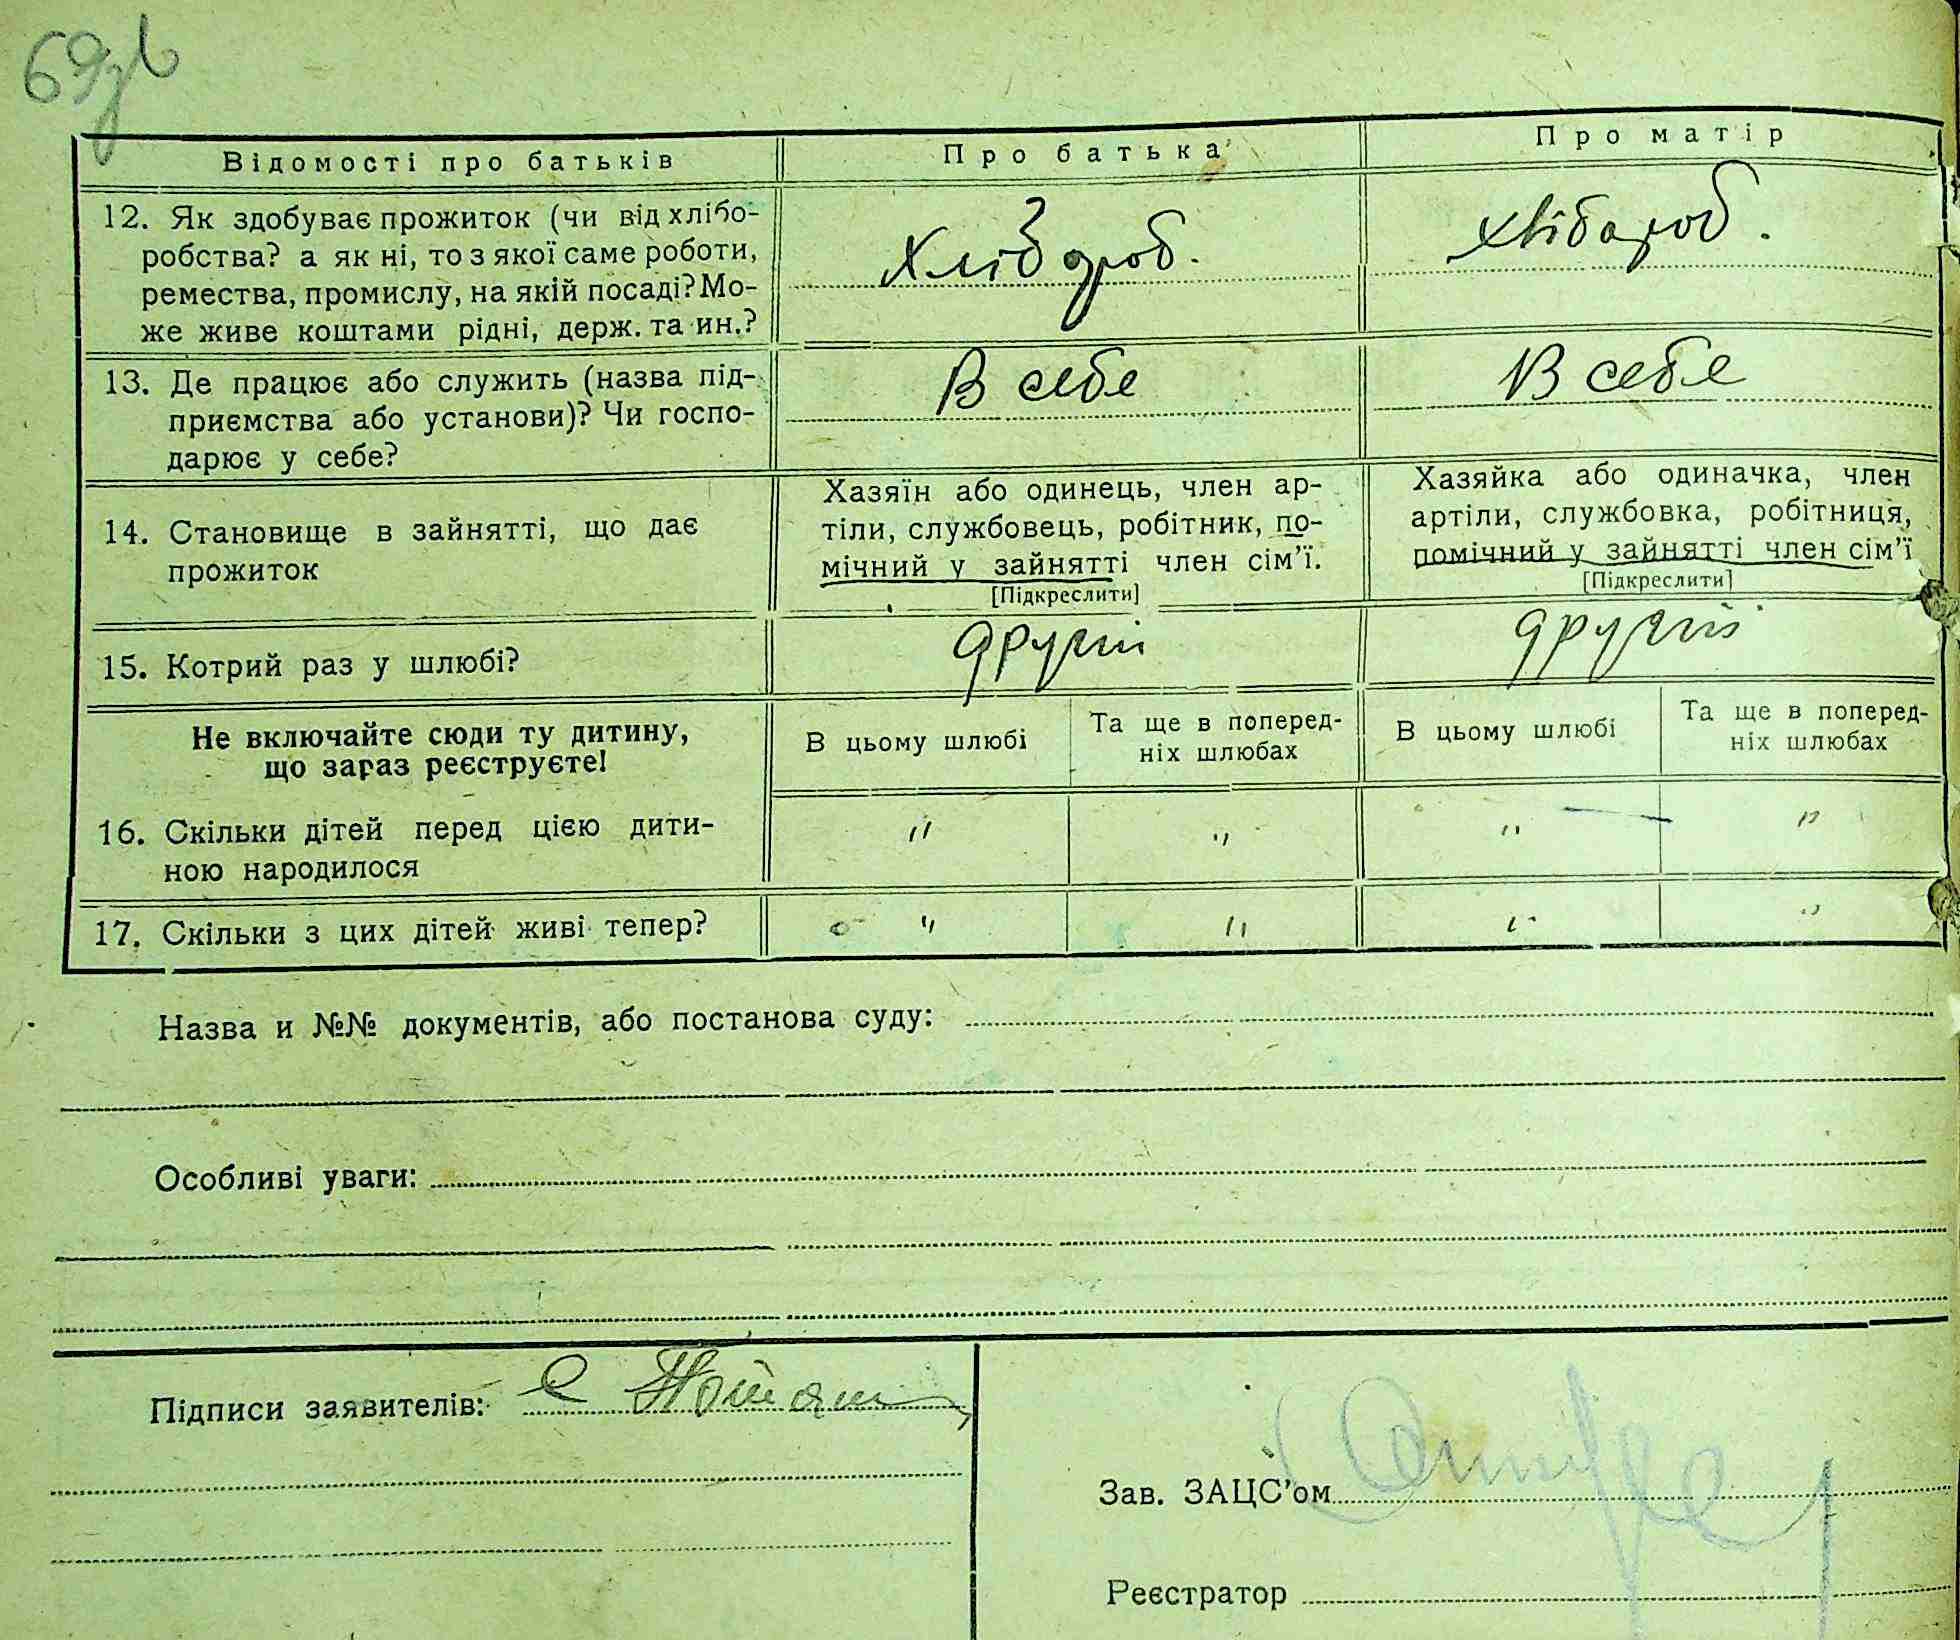 69зв
Відомості про батьків
Про батька
Про матір
12. Як здобуває прожиток (чи від хлібо-
робства? а як ні, то з якої саме роботи,
ремества, промислу, на якій посаді? Мо-
же живе коштами рідні, держ. та ин.?
Хлібороб.
хлібороб.
13. Де працює або служить (назва під-
приємства або установи)? Чи госпо-
дарює у себе?
В себе
В себе
14. Становище в зайнятті, що дає
прожиток
Хазяїн або одинець, член ар-
тіли, службовець, робітник, по-
мічний у зайнятті член сім’ї.
[Підкреслити]
Хазяйка або одиначка, член
артіли, службовка, робітниця,
помічний у зайнятті член сім’ї
[Підкреслити]
15. Котрий раз у шлюбі?
другий
другий
Не включайте сюди ту дитину,
що зараз реєструєте!
В цьому шлюбі
Та ще в поперед-
ніх шлюбах
В цьому шлюбі
Та ще в поперед-
ніх шлюбах
16. Скільки дітей перед цією дити-
ною народилося
" " " "
17. Скільки з цих дітей живі тепер?
" " " "
Назва и №№ документів, або постанова суду:
Особливі уваги:
Підписи заявителів:
Зав. ЗАЦС’ом
Реєстратор